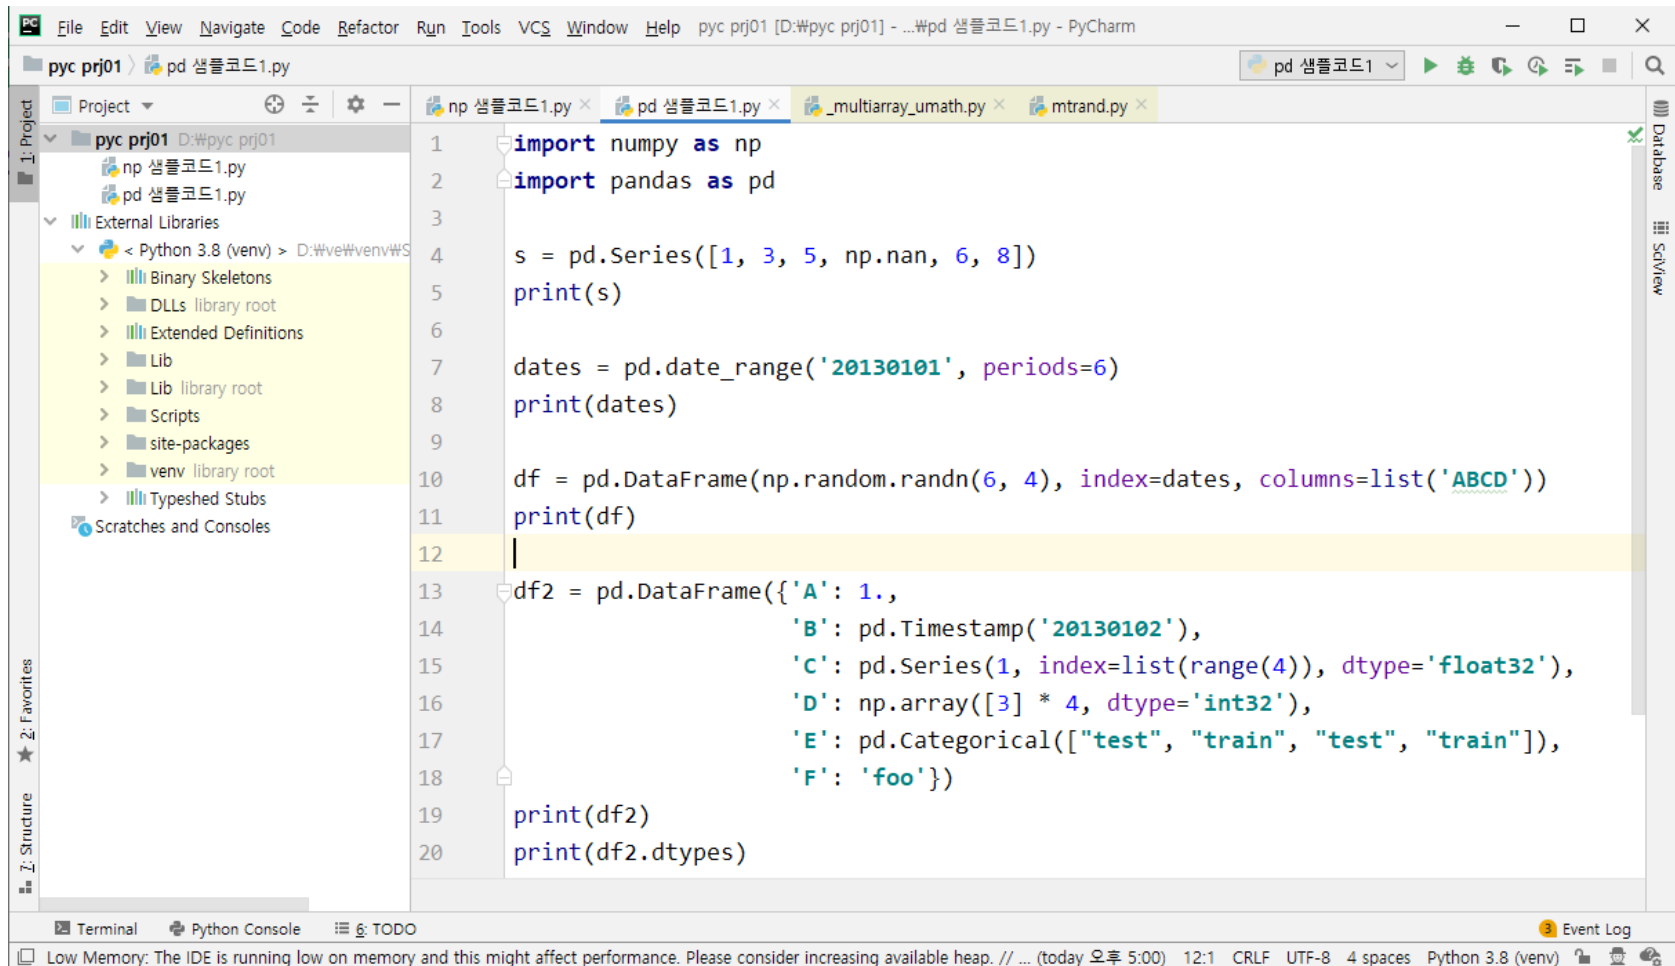 File Edit View Navigate Code Refactor Run Tools VCS Window Help pyc prj01 [D:₩pyc prj01] - ...₩pd 샘플코드1.py - PyCharm
pyc prj01 pd 샘플코드1.py pd 샘플코드1
1: Project
Project
np 샘플코드1.py pd 샘플코드1.py _multiarray_umath.py mtrand.py
pyc prj01 D:₩pyc prj01
np 샘플코드1.py
pd 샘플코드1.py
External Libraries
< Python 3.8 (venv) > D:₩ve₩venv₩S
Binary Skeletons
DLLs library root
Extended Definitions
Lib
Lib library root
Scripts
site-packages
venv library root
Typeshed Stubs
Scratches and Consoles
1 import numpy as np
2 import pandas as pd
3
4 s = pd.Series([1, 3, 5, np.nan, 6, 8])
5 print(s)
6
7 dates = pd.date_range('20130101', periods=6)
8 print(dates)
9
10 df = pd.DataFrame(np.random.randn(6, 4), index=dates, columns=list('ABCD'))
11 print(df)
12
13 df2 = pd.DataFrame({'A': 1.,
14 'B': pd.Timestamp('20130102'),
15 'C': pd.Series(1, index=list(range(4)), dtype='float32'),
16 'D': np.array([3] * 4, dtype='int32'),
17 'E': pd.Categorical(["test", "train", "test", "train"]),
18 'F': 'foo'})
19 print(df2)
20 print(df2.dtypes)
Database
SciView
2: Favorites
7: Structure
Terminal Python Console 6: TODO 3 Event Log
Low Memory: The IDE is running low on memory and this might affect performance. Please consider increasing available heap. // ... (today 오후 5:00) 12:1 CRLF UTF-8 4 spaces Python 3.8 (venv)